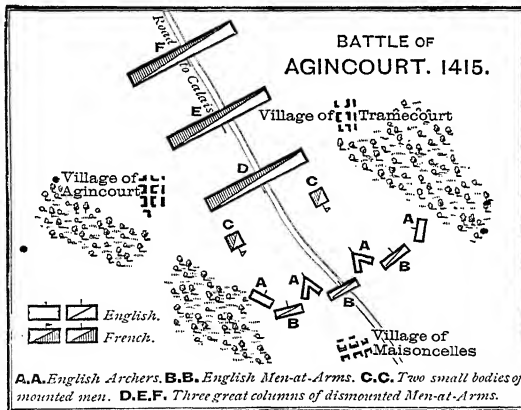 BATTLE OF
AGINCOURT. 1415.
F
Road
to Calais
E
Village of Tramecourt
D
C
Village of
Agincourt
C
A
A
B
A
A
B
B
English.
French.
Village of
Maisoncelles
A.A. English Archers. B.B. English Men-at-Arms. C.C. Two small bodies of
mounted men. D.E.F. Three great columns of dismounted Men-at-Arms.